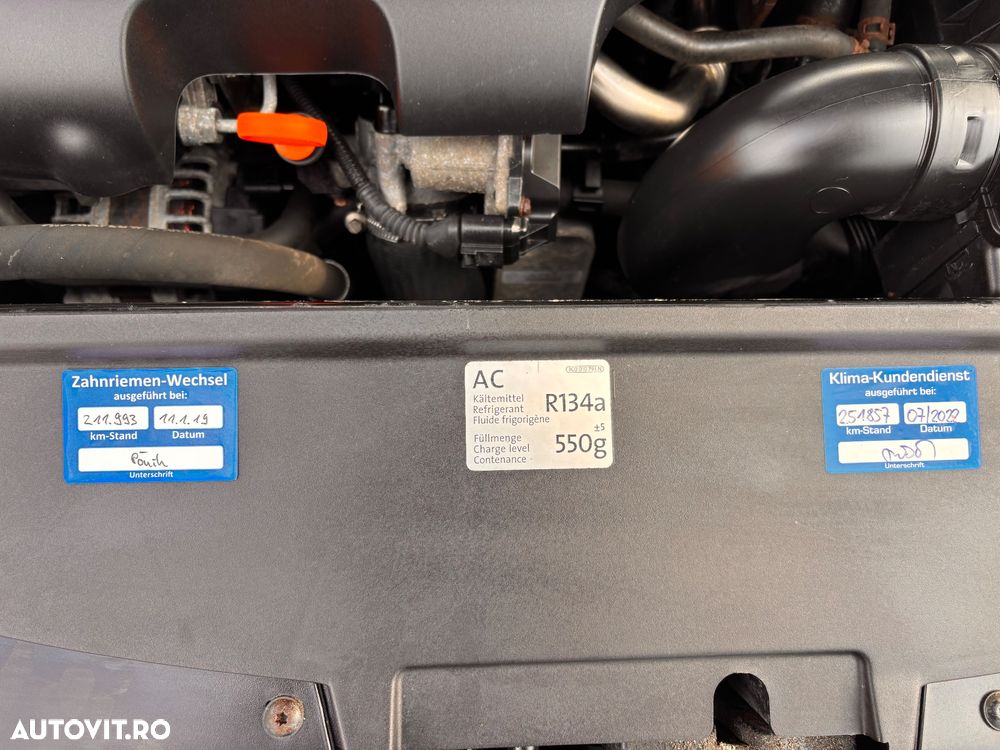 Zahnriemen-Wechsel
ausgeführt bei:
211.993 11.1.19
km-Stand Datum
Unterschrift
AC
Kältemittel
Refrigerant R134a
Fluide frigorigène
±5
Füllmenge
Charge level 550g
Contenance
Klima-Kundendienst
ausgeführt bei:
251857 07/2022
km-Stand Datum
Unterschrift
AUTOVIT.RO